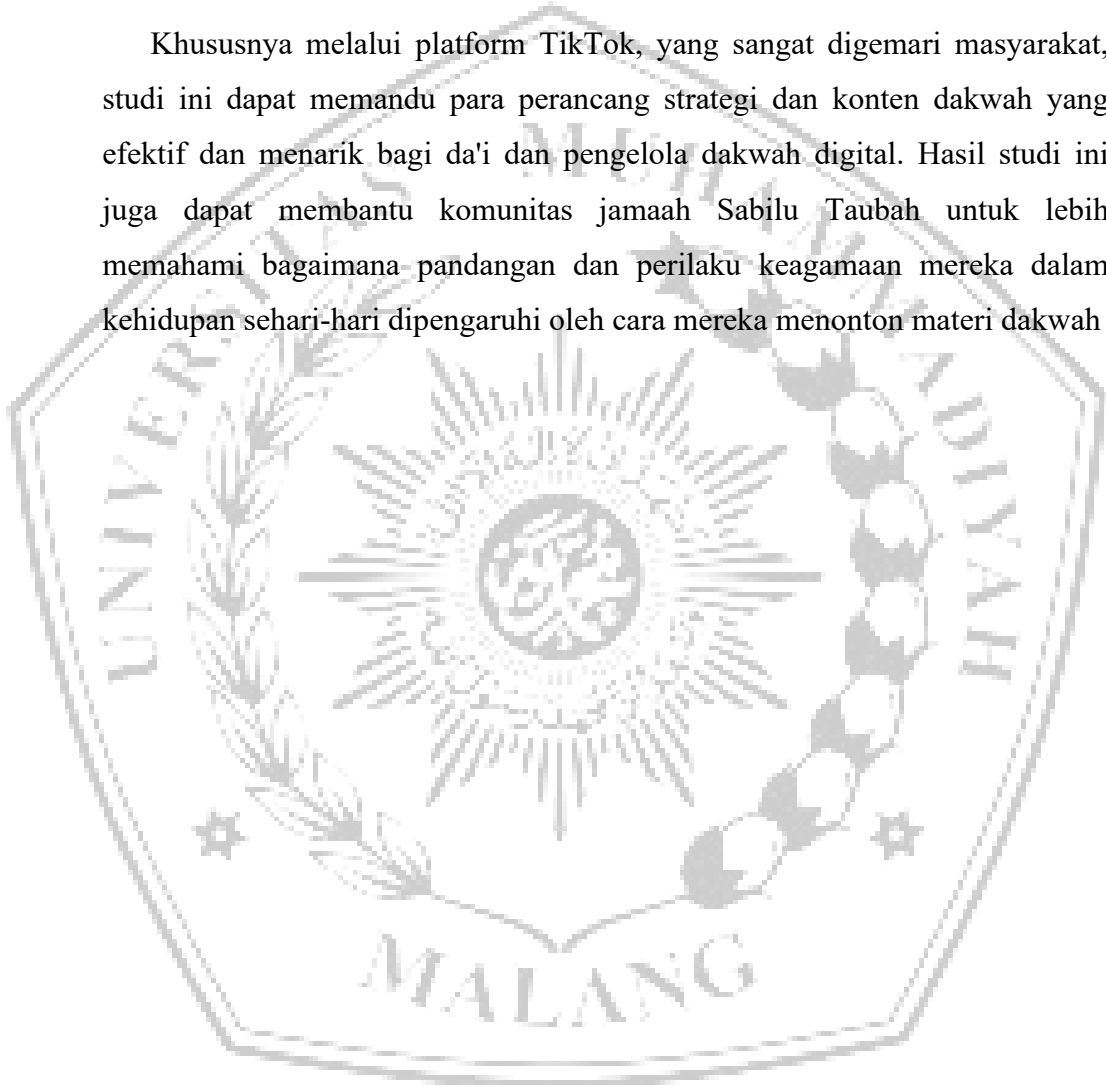 Khususnya melalui platform TikTok, yang sangat digemari masyarakat,
studi ini dapat memandu para perancang strategi dan konten dakwah yang
efektif dan menarik bagi da'i dan pengelola dakwah digital. Hasil studi ini
juga dapat membantu komunitas jamaah Sabilu Taubah untuk lebih
memahami bagaimana pandangan dan perilaku keagamaan mereka dalam
kehidupan sehari-hari dipengaruhi oleh cara mereka menonton materi dakwah
UNIVERSITAS MUHAMMADIYAH
MALANG